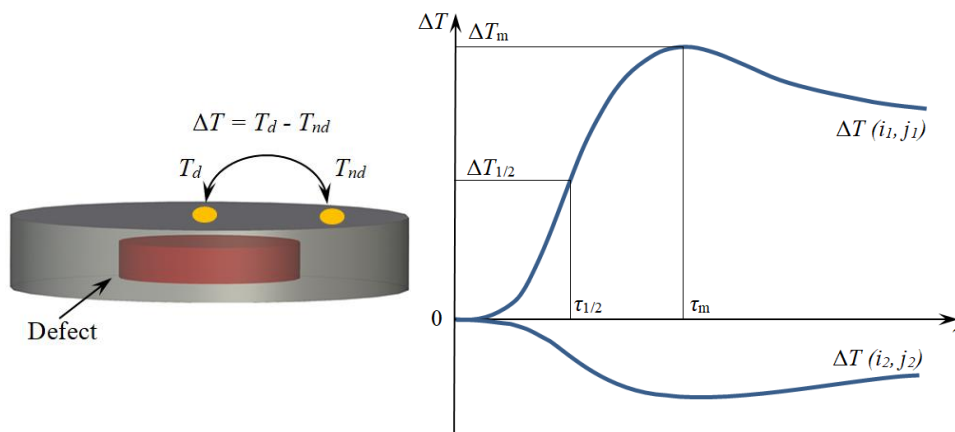 ΔT = T_d - T_nd
T_d
T_nd
Defect
ΔT
ΔT_m
ΔT_1/2
0
τ_1/2
τ_m
ΔT (i_1, j_1)
ΔT (i_2, j_2)